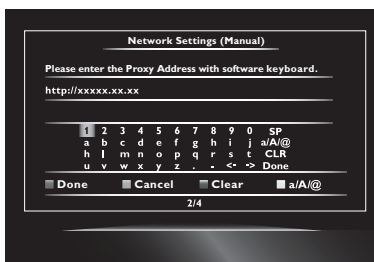 Network Settings (Manual)
Please enter the Proxy Address with software keyboard.
http://xxxxx.xx.xx
1 2 3 4 5 6 7 8 9 0 SP
a b c d e f g h i j a/A/@
h l m n o p q r s t CLR
u v w x y z . - <- -> Done
Done Cancel Clear a/A/@
2/4